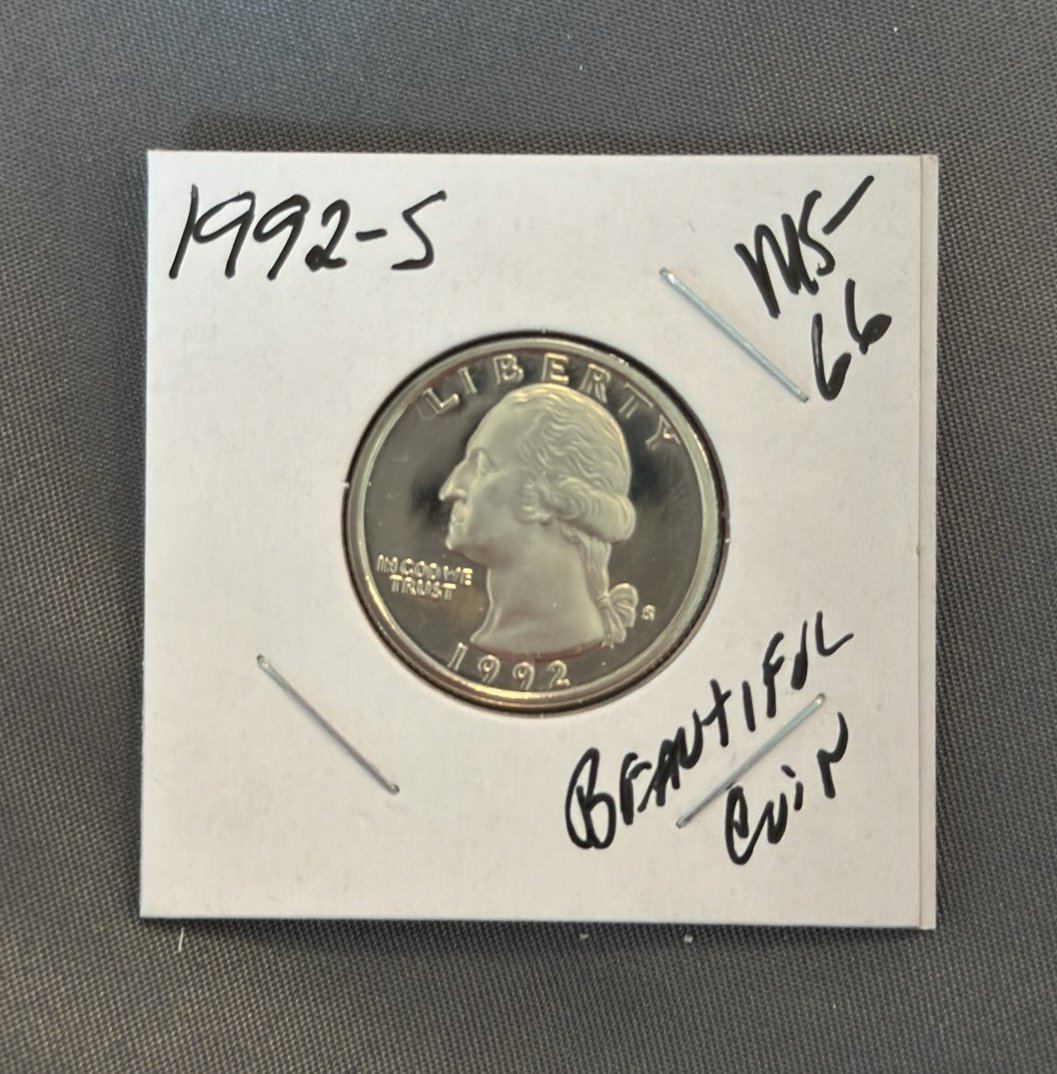 1992-S
MS-
66
LIBERTY
IN GOD WE
TRUST
S
1992
BEAUTIFUL
COIN